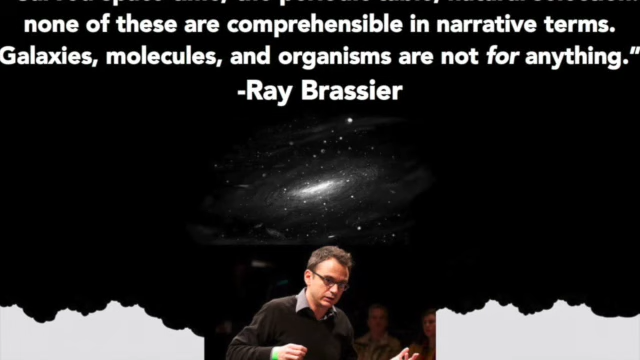 none of these are comprehensible in narrative terms.
Galaxies, molecules, and organisms are not for anything.”
-Ray Brassier